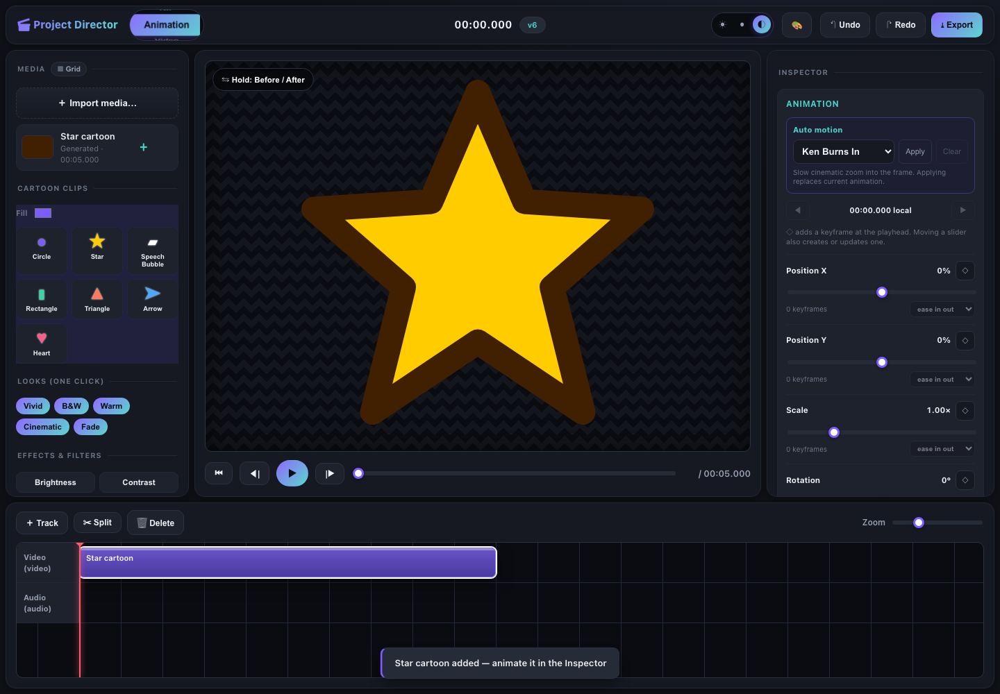 Project Director
Animation
00:00.000
v6
Undo
Redo
Export
MEDIA
Grid
+ Import media...
Star cartoon
Generated ·
00:05.000
+
CARTOON CLIPS
Fill
Circle
Star
Speech
Bubble
Rectangle
Triangle
Arrow
Heart
LOOKS (ONE CLICK)
Vivid
B&W
Warm
Cinematic
Fade
EFFECTS & FILTERS
Brightness
Contrast
Hold: Before / After
/ 00:05.000
INSPECTOR
ANIMATION
Auto motion
Ken Burns In
Apply
Clear
Slow cinematic zoom into the frame. Applying
replaces current animation.
00:00.000 local
◇ adds a keyframe at the playhead. Moving a slider
also creates or updates one.
Position X
0%
0 keyframes
ease in out
Position Y
0%
0 keyframes
ease in out
Scale
1.00×
0 keyframes
ease in out
Rotation
0°
+ Track
Split
Delete
Zoom
Video
(video)
Star cartoon
Audio
(audio)
Star cartoon added — animate it in the Inspector